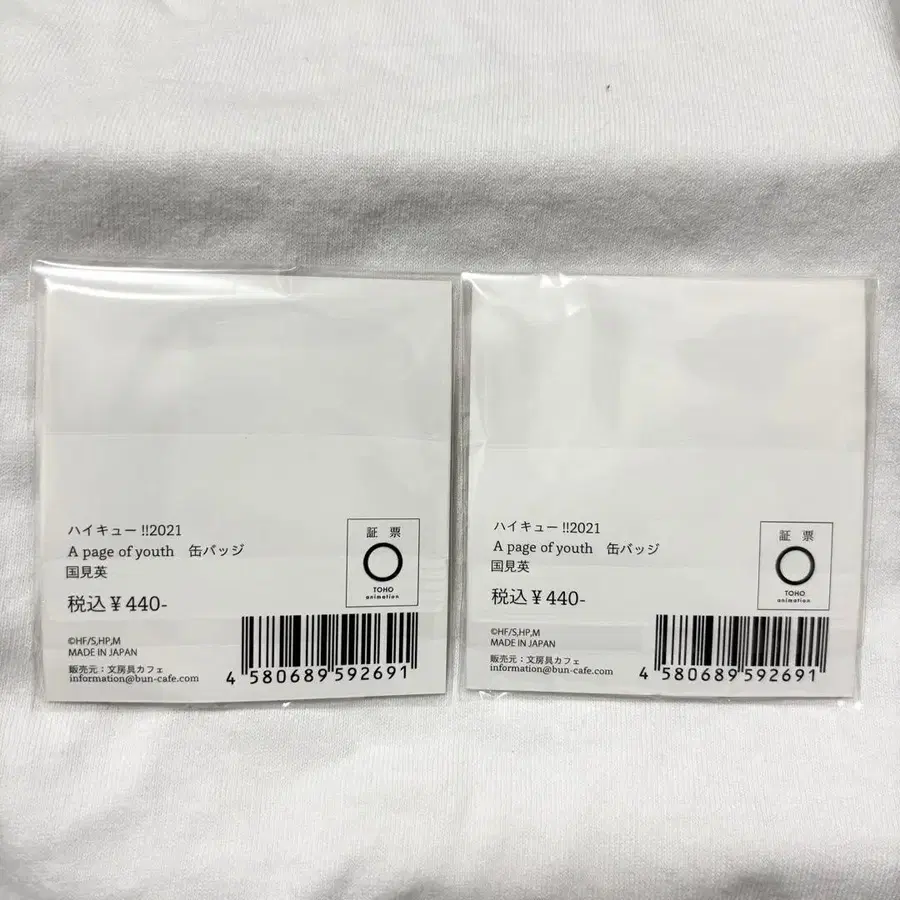 ハイキュー!!2021
A page of youth 缶バッジ
国見英
税込¥440-
証 票
TOHO
animation
©HF/S,HP,M
MADE IN JAPAN
販売元：文房具カフェ
information@bun-cafe.com
4 580689 592691
ハイキュー!!2021
A page of youth 缶バッジ
国見英
税込¥440-
証 票
TOHO
animation
©HF/S,HP,M
MADE IN JAPAN
販売元：文房具カフェ
information@bun-cafe.com
4 580689 592691